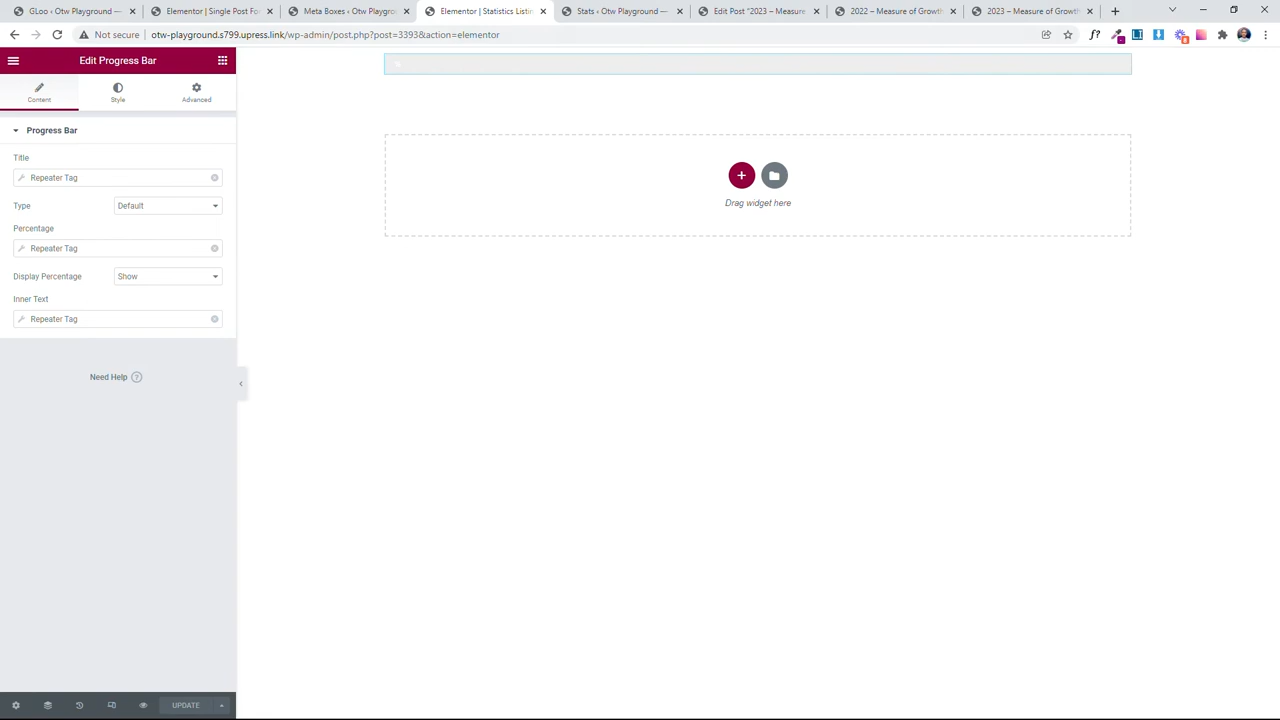 GLoo ‹ Otw Playground —
Elementor | Single Post Fo
Meta Boxes ‹ Otw Playgro
Elementor | Statistics Listin
Stats ‹ Otw Playground —
Edit Post "2023 – Measure
2022 – Measure of Growth
2023 – Measure of Growth
Not secure
otw-playground.s799.upress.link/wp-admin/post.php?post=3393&action=elementor
f?
Edit Progress Bar
Content
Style
Advanced
Progress Bar
Title
Repeater Tag
Type
Default
Percentage
Repeater Tag
Display Percentage
Show
Inner Text
Repeater Tag
Need Help
UPDATE
%
Drag widget here